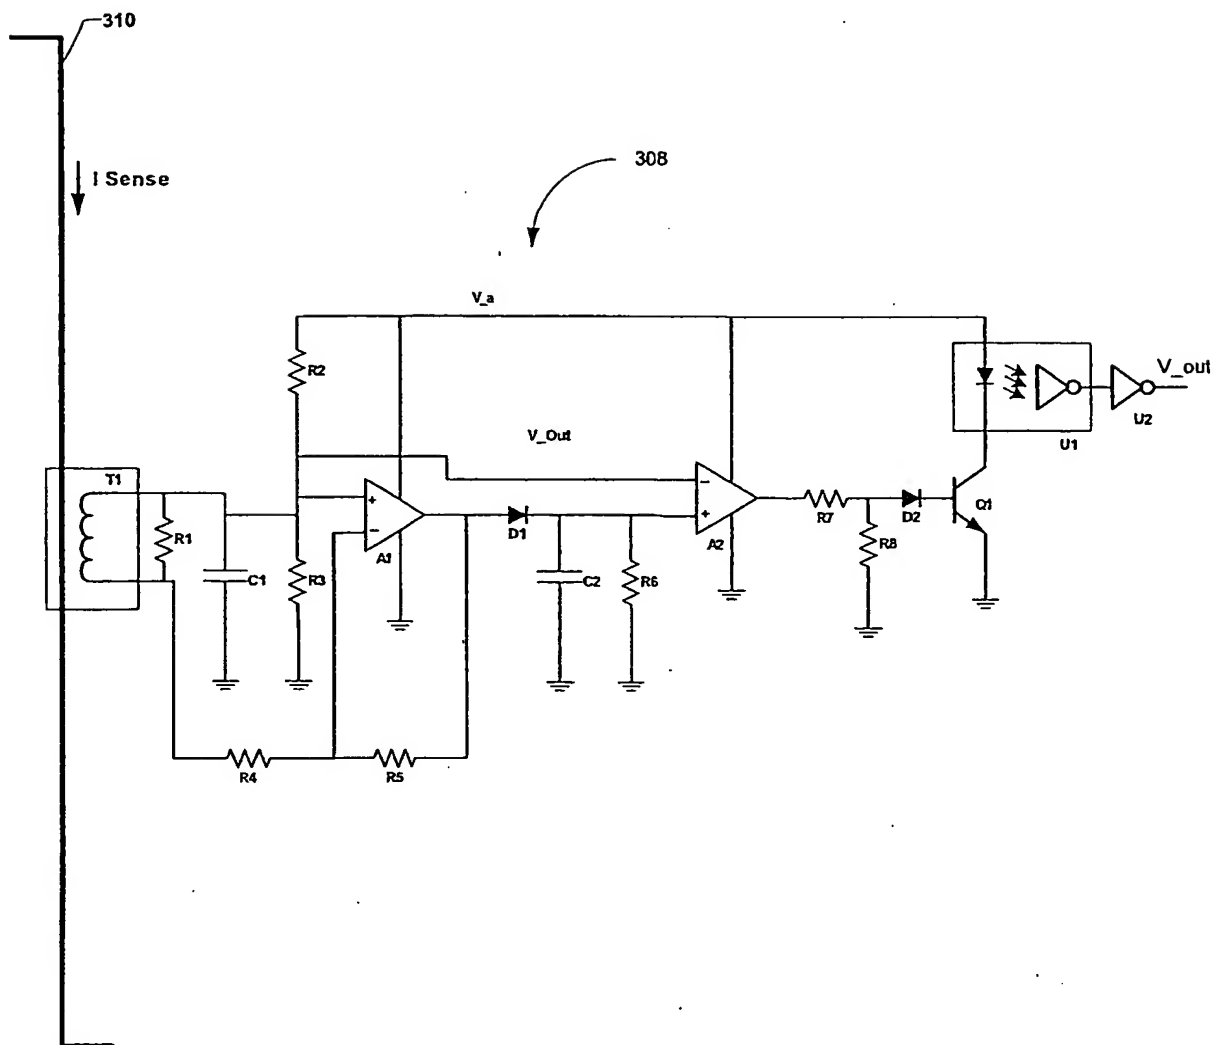 310
I Sense
308
V_a
R2
V_out
V_Out
U1
U2
T1
R1
C1
R3
A1
D1
C2
R6
A2
R7
D2
R8
Q1
R4
R5
+
−
−
+